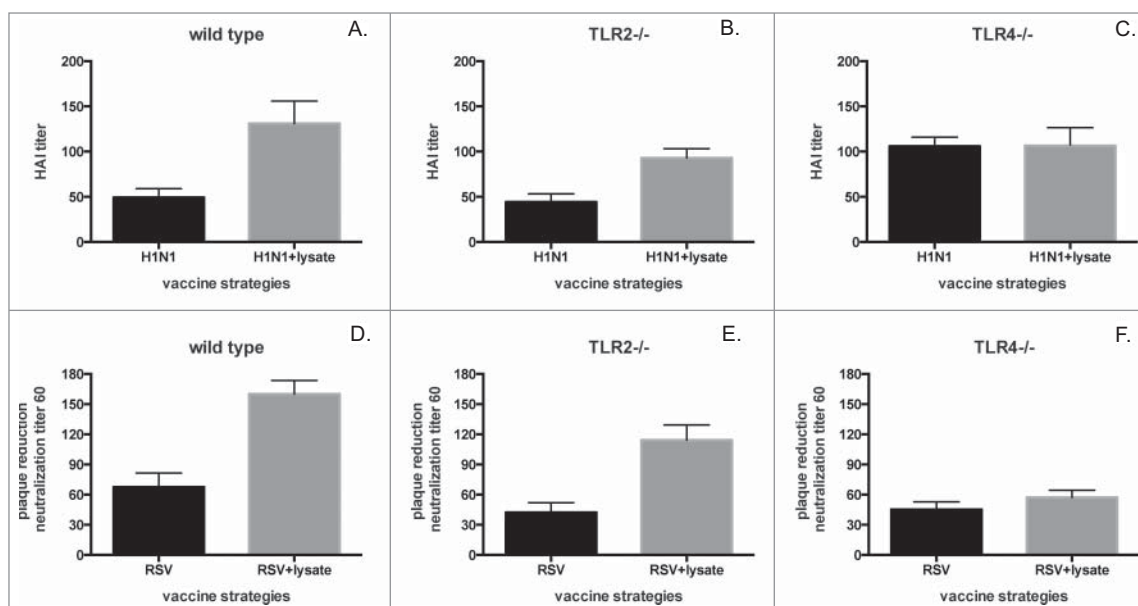 wild type
A.
200
150
100
50
0
HAI titer
H1N1
H1N1+lysate
vaccine strategies
TLR2-/-
B.
200
150
100
50
0
HAI titer
H1N1
H1N1+lysate
vaccine strategies
TLR4-/-
C.
200
150
100
50
0
HAI titer
H1N1
H1N1+lysate
vaccine strategies
wild type
D.
180
150
120
90
60
30
0
plaque reduction
neutralization titer 60
RSV
RSV+lysate
vaccine strategies
TLR2-/-
E.
180
150
120
90
60
30
0
plaque reduction
neutralization titer 60
RSV
RSV+lysate
vaccine strategies
TLR4-/-
F.
180
150
120
90
60
30
0
plaque reduction
neutralization titer 60
RSV
RSV+lysate
vaccine strategies